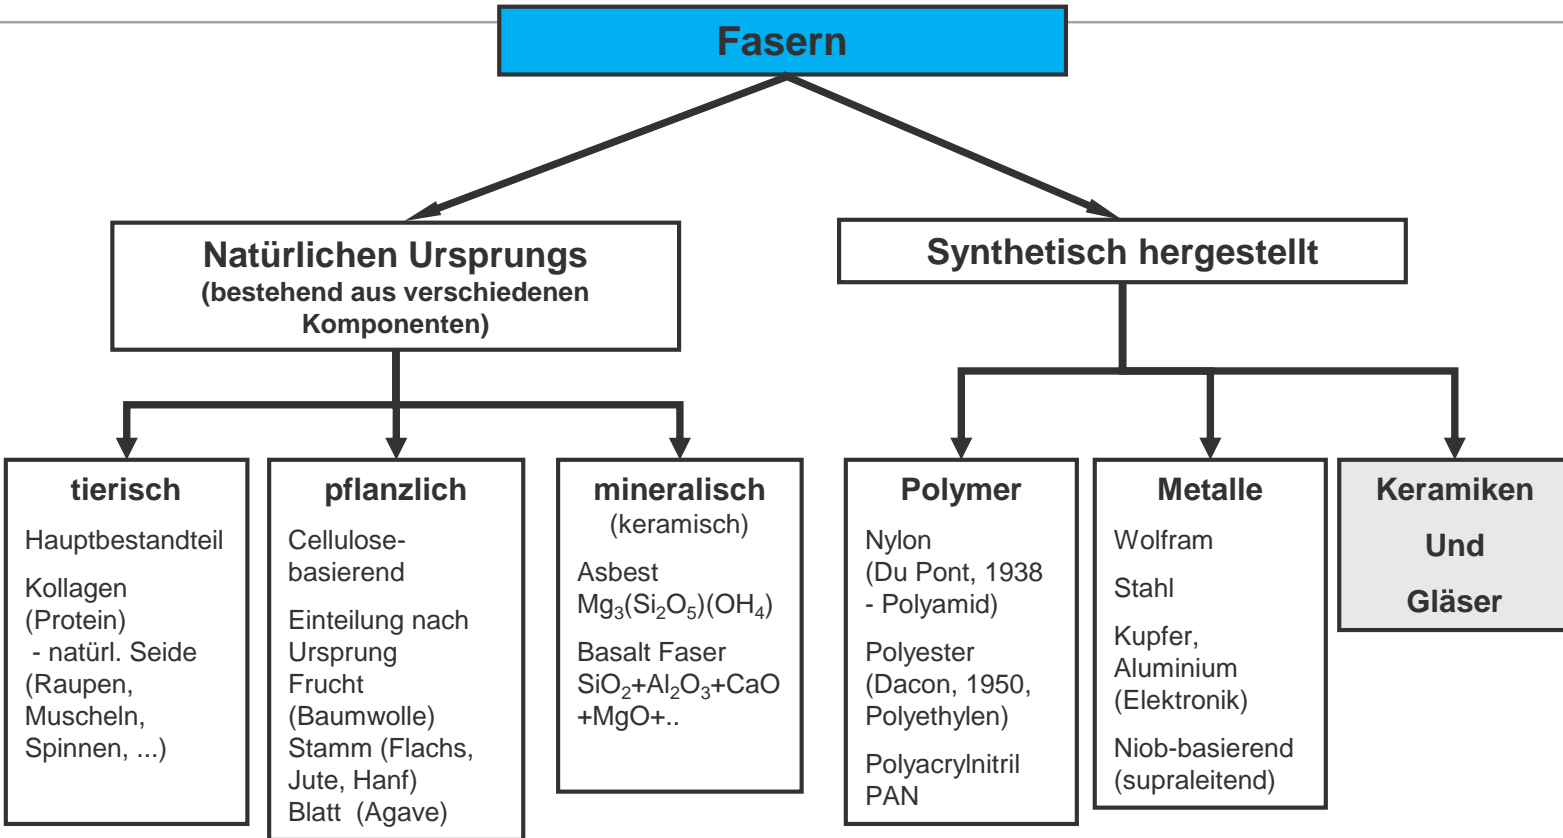 Fasern
Natürlichen Ursprungs
(bestehend aus verschiedenen
Komponenten)
Synthetisch hergestellt
tierisch
Hauptbestandteil
Kollagen
(Protein)
- natürl. Seide
(Raupen,
Muscheln,
Spinnen, ...)
pflanzlich
Cellulose-
basierend
Einteilung nach
Ursprung
Frucht
(Baumwolle)
Stamm (Flachs,
Jute, Hanf)
Blatt (Agave)
mineralisch
(keramisch)
Asbest
Mg₃(Si₂O₅)(OH₄)
Basalt Faser
SiO₂+Al₂O₃+CaO
+MgO+..
Polymer
Nylon
(Du Pont, 1938
- Polyamid)
Polyester
(Dacon, 1950,
Polyethylen)
Polyacrylnitril
PAN
Metalle
Wolfram
Stahl
Kupfer,
Aluminium
(Elektronik)
Niob-basierend
(supraleitend)
Keramiken
Und
Gläser